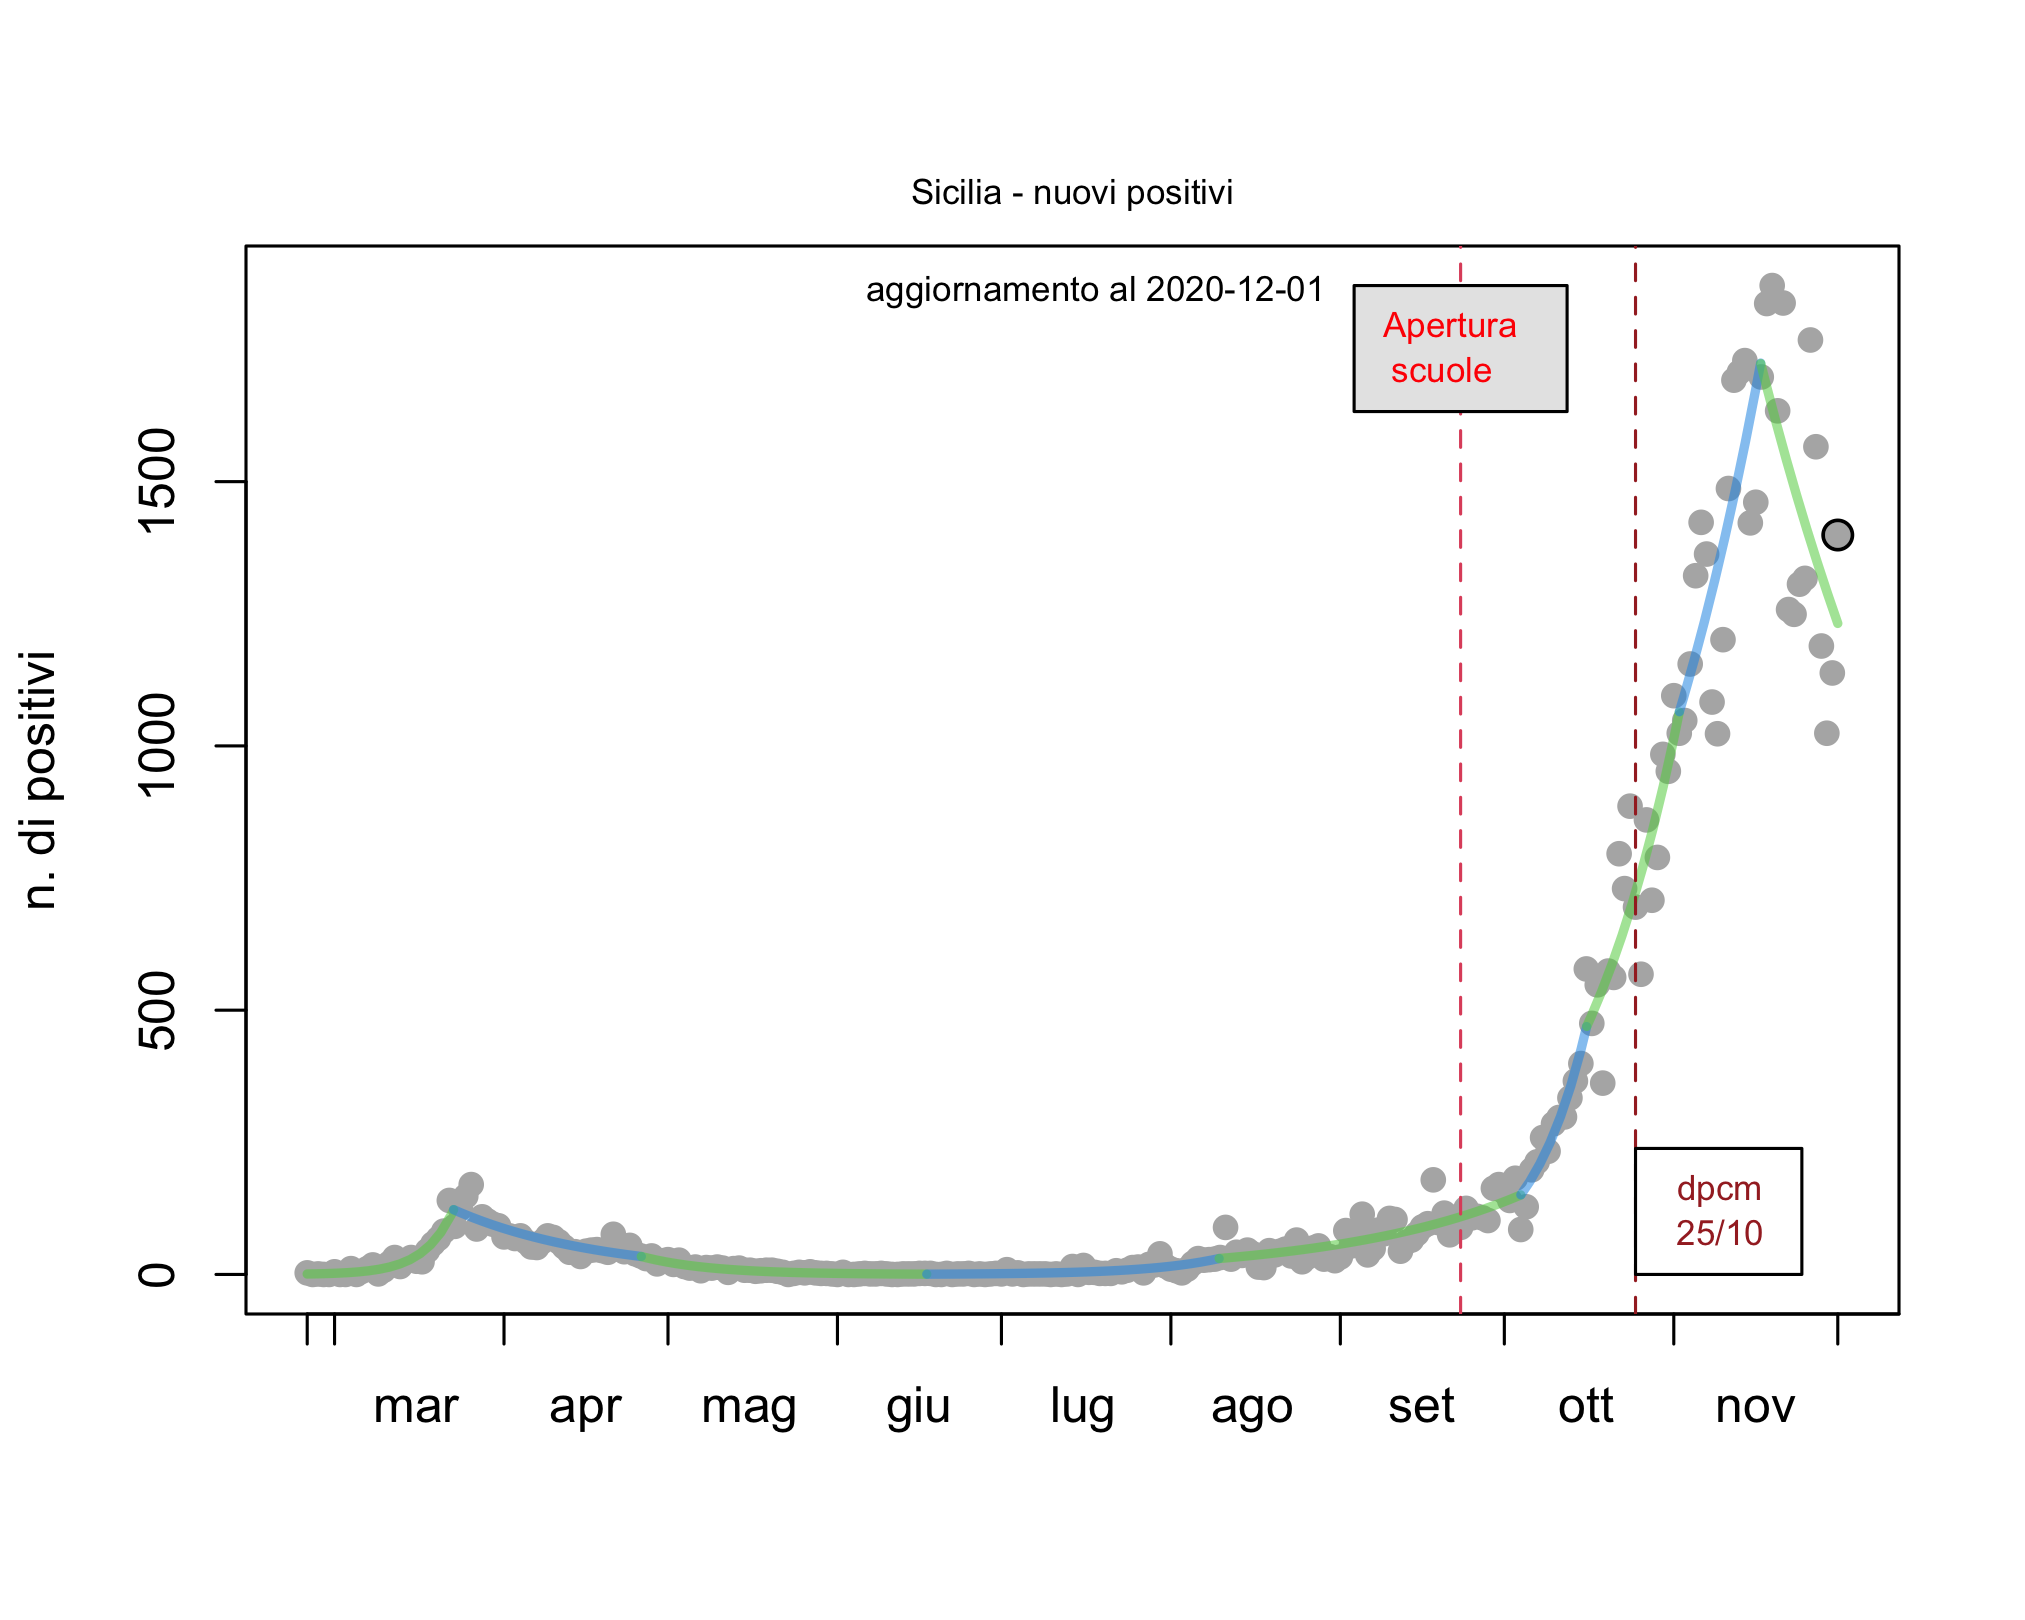 Sicilia - nuovi positivi
aggiornamento al 2020-12-01
Apertura
scuole
n. di positivi
1500
1000
500
0
dpcm
25/10
mar apr mag giu lug ago set ott nov